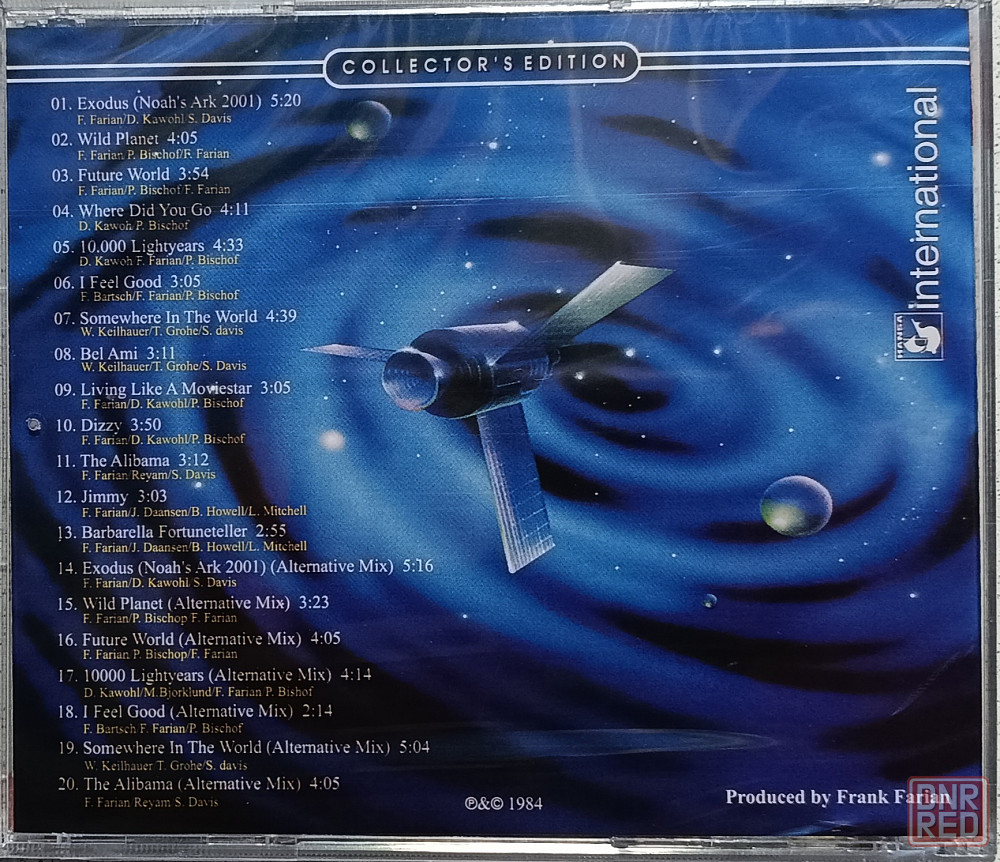 COLLECTOR'S EDITION
01. Exodus (Noah's Ark 2001) 5:20
F. Farian/D. Kawohl S. Davis
02. Wild Planet 4:05
F. Farian P. Bischof/F. Farian
03. Future World 3:54
F. Farian/P. Bischof F. Farian
04. Where Did You Go 4:11
D. Kawoh P. Bischof
05. 10.000 Lightyears 4:33
D. Kawoh F. Farian/P. Bischof
06. I Feel Good 3:05
F. Bartsch/F. Farian/P. Bischof
07. Somewhere In The World 4:39
W. Keilhauer/T. Grohe/S. davis
08. Bel Ami 3:11
W. Keilhauer/T. Grohe/S. Davis
09. Living Like A Moviestar 3:05
F. Farian/D. Kawohl/P. Bischof
10. Dizzy 3:50
F. Farian/D. Kawohl/P. Bischof
11. The Alibama 3:12
F. Farian Reyam/S. Davis
12. Jimmy 3:03
F. Farian/J. Daansen/B. Howell/L. Mitchell
13. Barbarella Fortuneteller 2:55
F. Farian/J. Daansen/B. Howell/L. Mitchell
14. Exodus (Noah's Ark 2001) (Alternative Mix) 5:16
F. Farian/D. Kawohl S. Davis
15. Wild Planet (Alternative Mix) 3:23
F. Farian/P. Bischop F. Farian
16. Future World (Alternative Mix) 4:05
F. Farian P. Bischop/F. Farian
17. 10000 Lightyears (Alternative Mix) 4:14
D. Kawohl/M.Bjorklund/F. Farian P. Bishof
18. I Feel Good (Alternative Mix) 2:14
F. Bartsch F. Farian/P. Bischof
19. Somewhere In The World (Alternative Mix) 5:04
W. Keilhauer T. Grohe/S. davis
20. The Alibama (Alternative Mix) 4:05
F. Farian Reyam S. Davis
HANSA
international
℗&© 1984
Produced by Frank Farian
BNR
RED